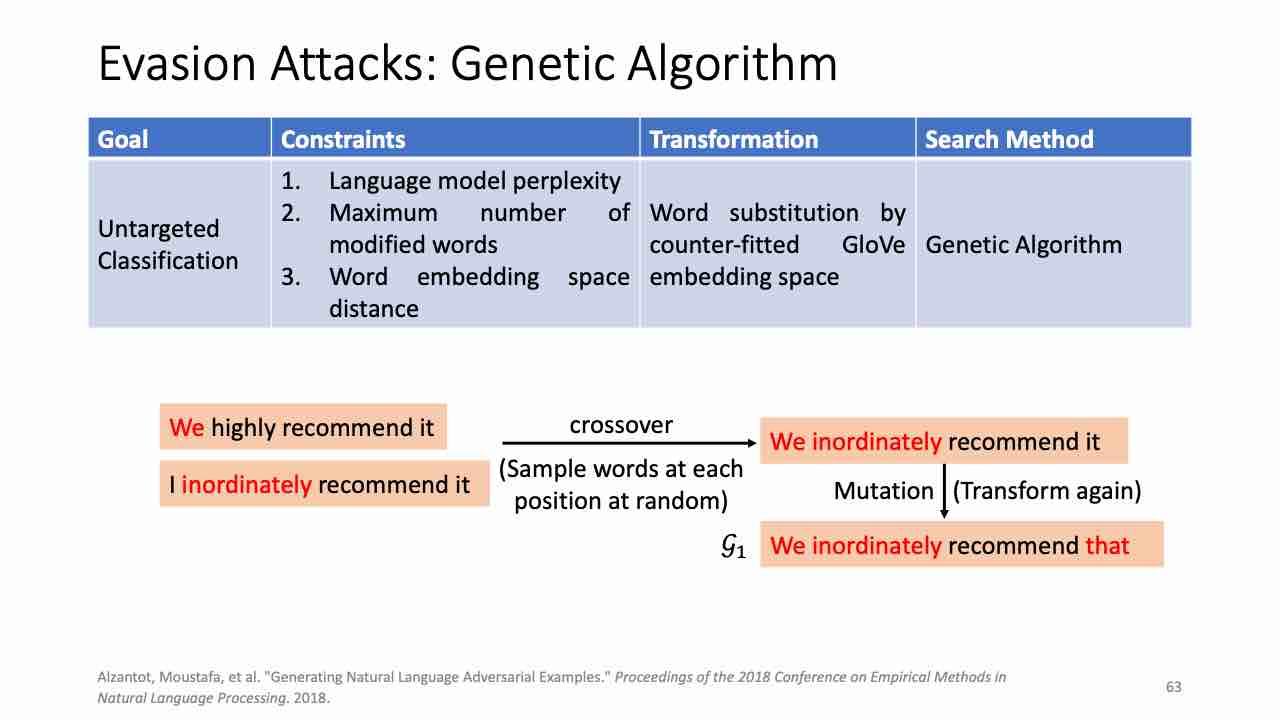 Evasion Attacks: Genetic Algorithm
Goal
Constraints
Transformation
Search Method
Untargeted
Classification
1. Language model perplexity
2. Maximum number of
modified words
3. Word embedding space
distance
Word substitution by
counter-fitted GloVe
embedding space
Genetic Algorithm
We highly recommend it
I inordinately recommend it
crossover
(Sample words at each
position at random)
We inordinately recommend it
Mutation (Transform again)
𝒢1 We inordinately recommend that
Alzantot, Moustafa, et al. "Generating Natural Language Adversarial Examples." Proceedings of the 2018 Conference on Empirical Methods in
Natural Language Processing. 2018.
63